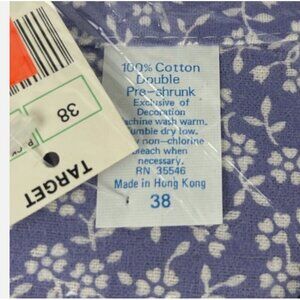 100% Cotton
Double
Pre-shrunk
Exclusive of
Decoration
achine wash warm.
umble dry low.
y non-chlorine
leach when
necessary.
RN 35546
Made in Hong Kong
38
38
TARGET